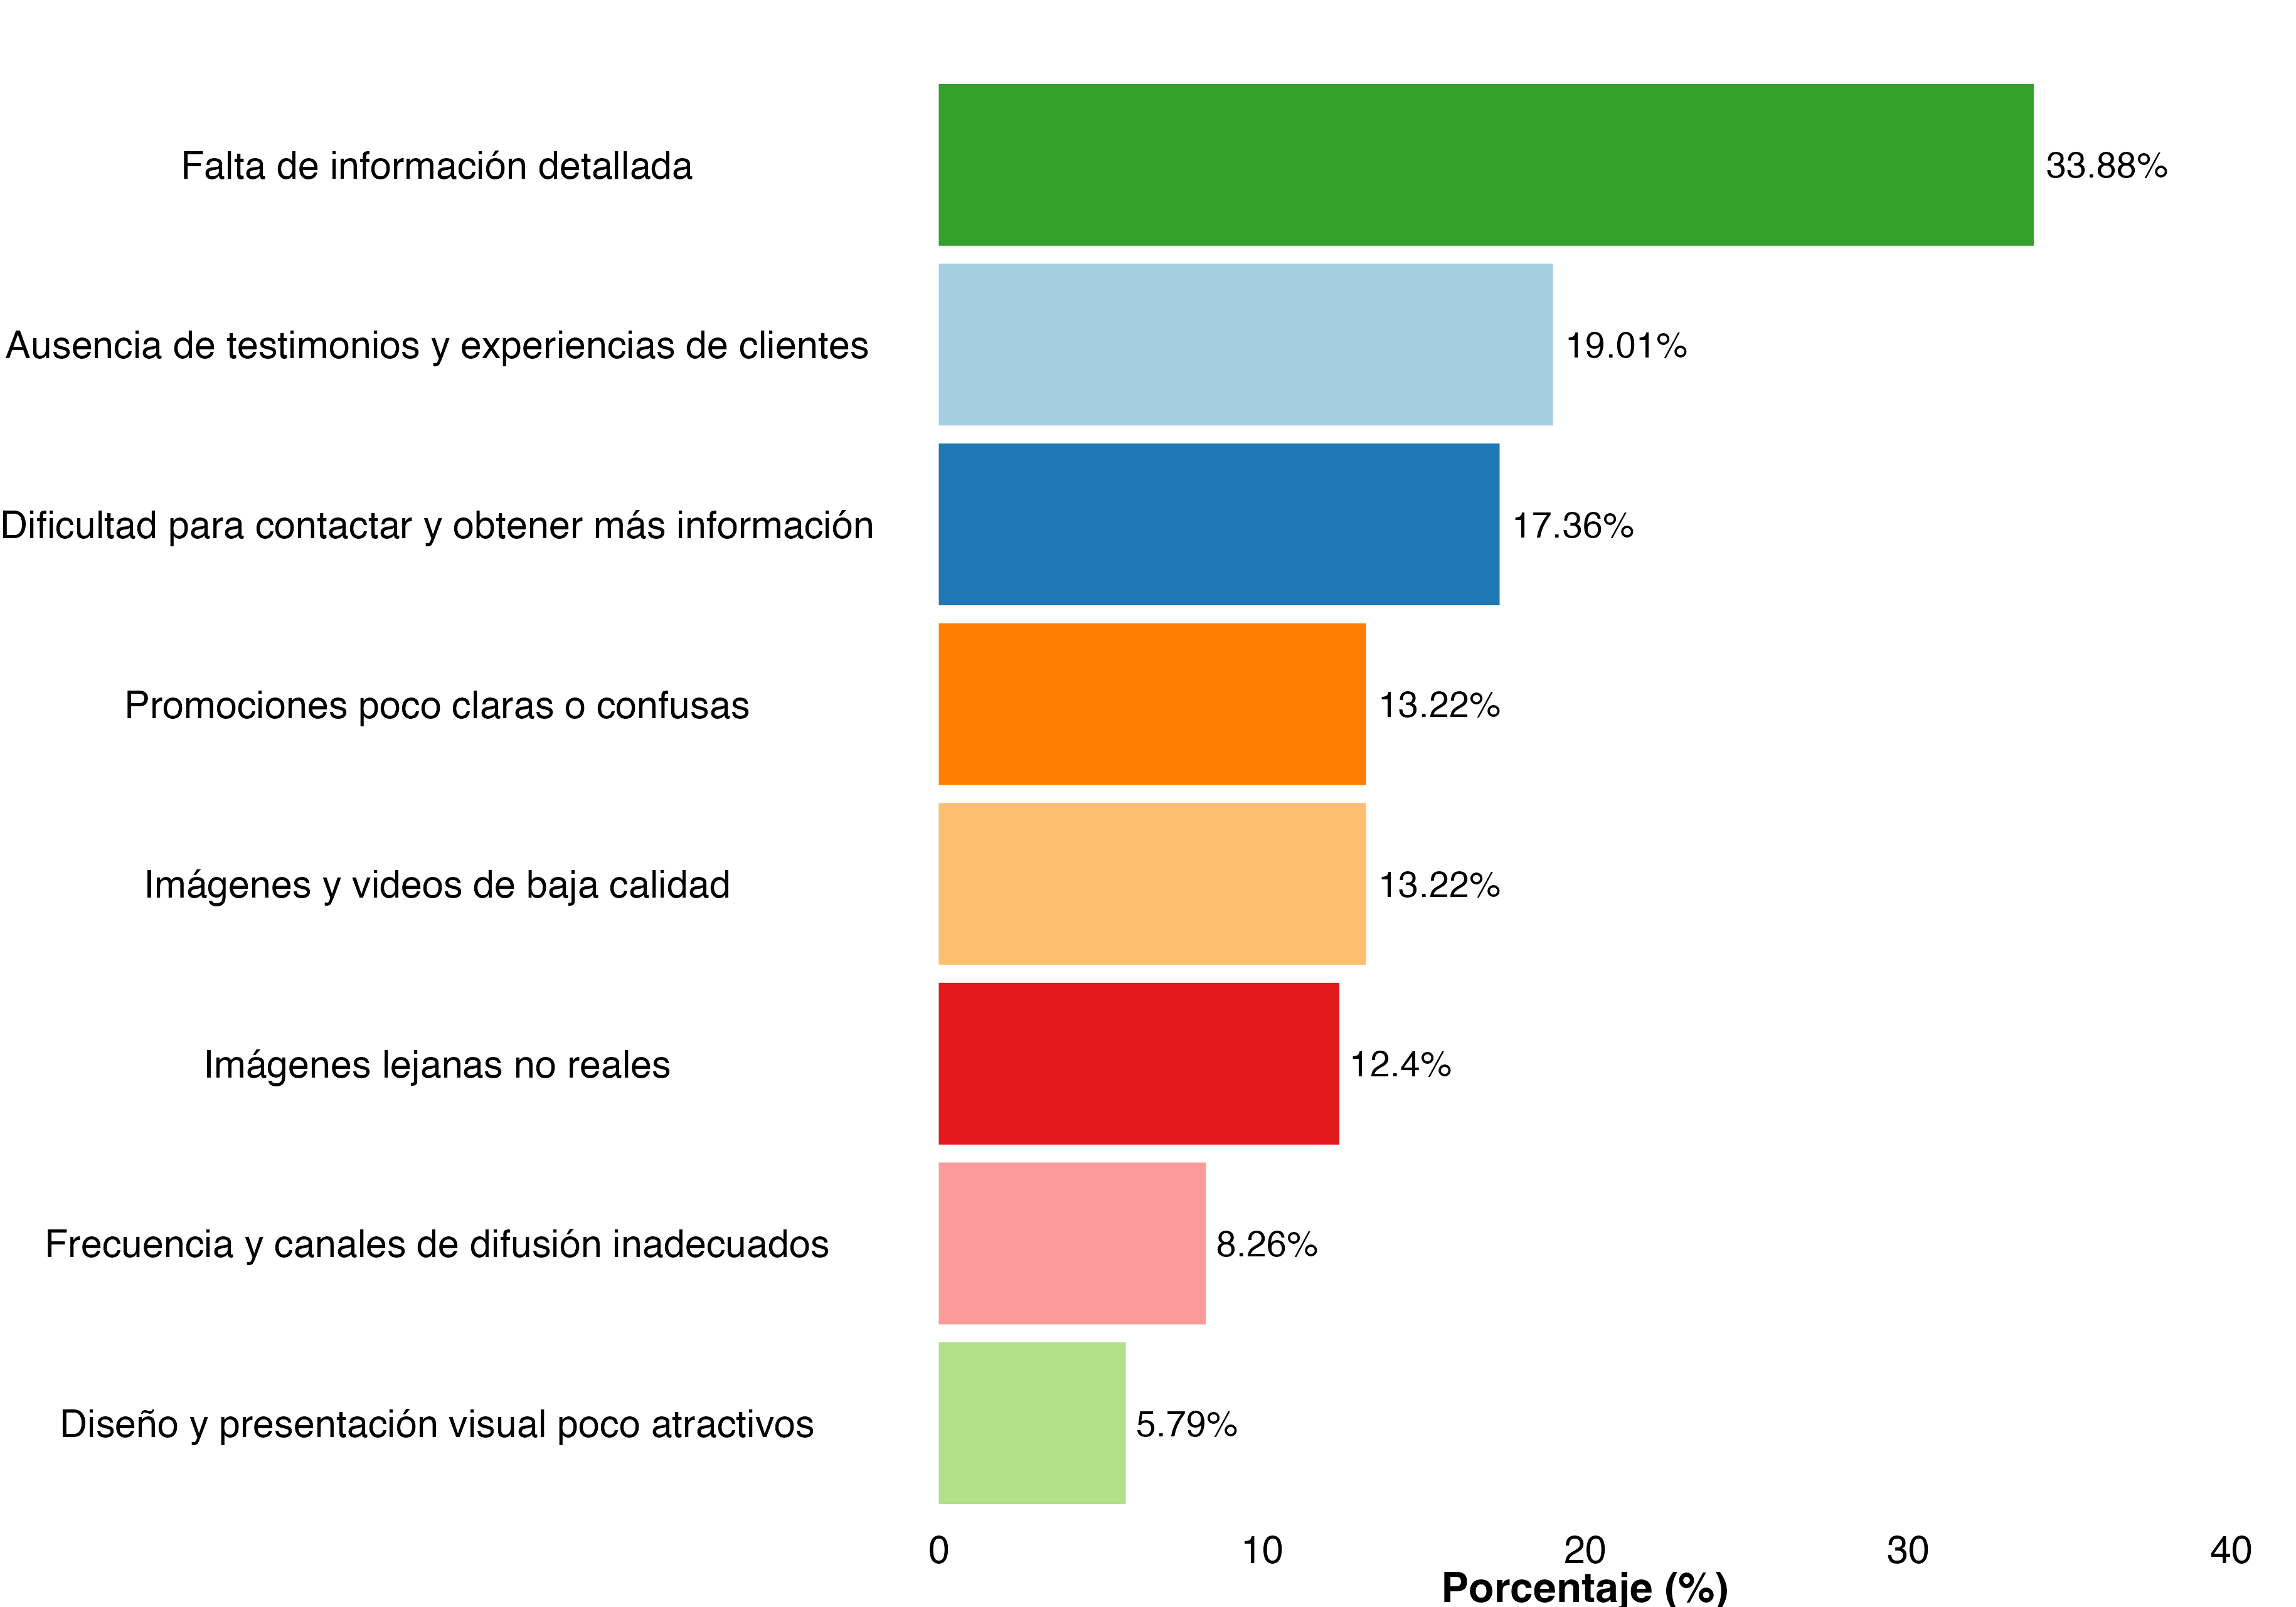 Falta de información detallada
33.88%
Ausencia de testimonios y experiencias de clientes
19.01%
Dificultad para contactar y obtener más información
17.36%
Promociones poco claras o confusas
13.22%
Imágenes y videos de baja calidad
13.22%
Imágenes lejanas no reales
12.4%
Frecuencia y canales de difusión inadecuados
8.26%
Diseño y presentación visual poco atractivos
5.79%
0 10 20 30 40
Porcentaje (%)